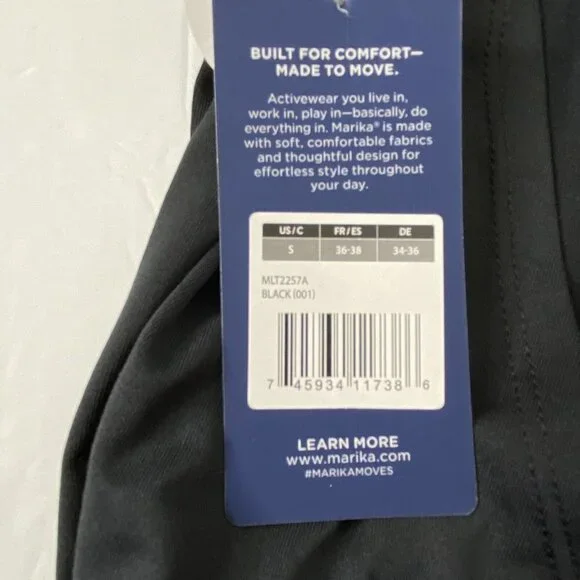 BUILT FOR COMFORT—
MADE TO MOVE.
Activewear you live in,
work in, play in—basically, do
everything in. Marika® is made
with soft, comfortable fabrics
and thoughtful design for
effortless style throughout
your day.
US/C FR/ES DE
S 36-38 34-36
MLT2257A
BLACK (001)
7 45934 11738 6
LEARN MORE
www.marika.com
#MARIKAMOVES